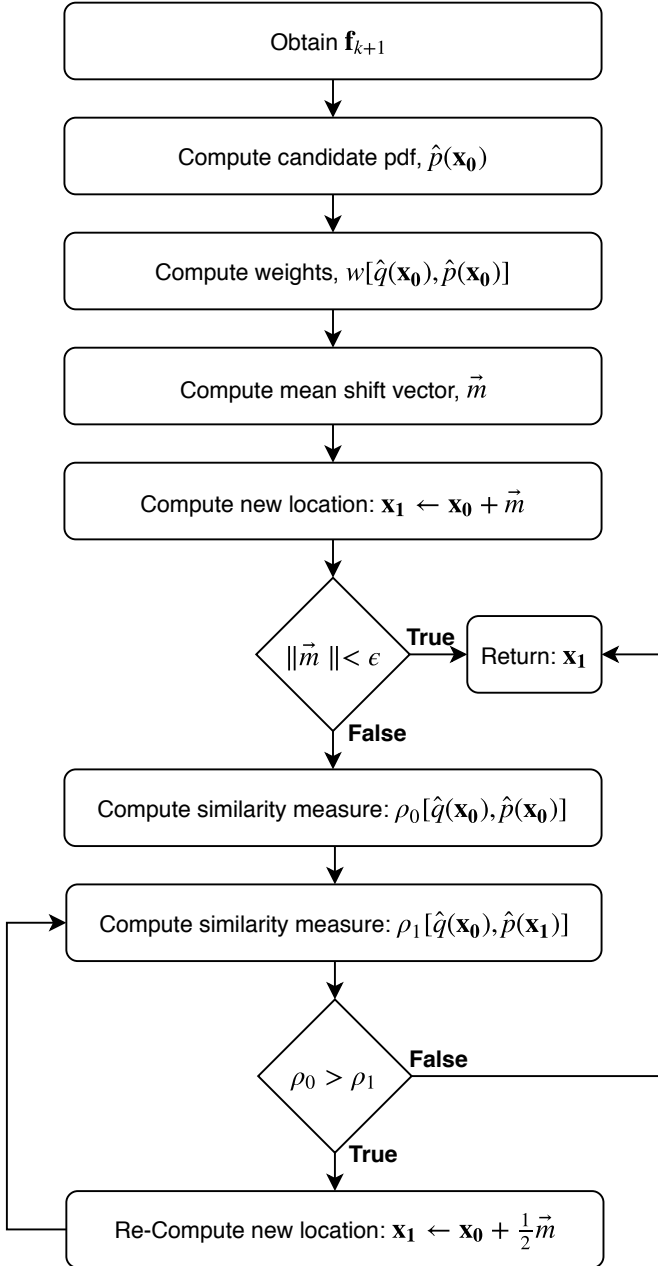 Obtain 𝐟ₖ₊₁
Compute candidate pdf, p̂(𝐱₀)
Compute weights, w[q̂(𝐱₀), p̂(𝐱₀)]
Compute mean shift vector, m⃗
Compute new location: 𝐱₁ ← 𝐱₀ + m⃗
‖m⃗ ‖ < ϵ
True
Return: 𝐱₁
False
Compute similarity measure: ρ₀[q̂(𝐱₀), p̂(𝐱₀)]
Compute similarity measure: ρ₁[q̂(𝐱₀), p̂(𝐱₁)]
ρ₀ > ρ₁
False
True
Re-Compute new location: 𝐱₁ ← 𝐱₀ + ½m⃗